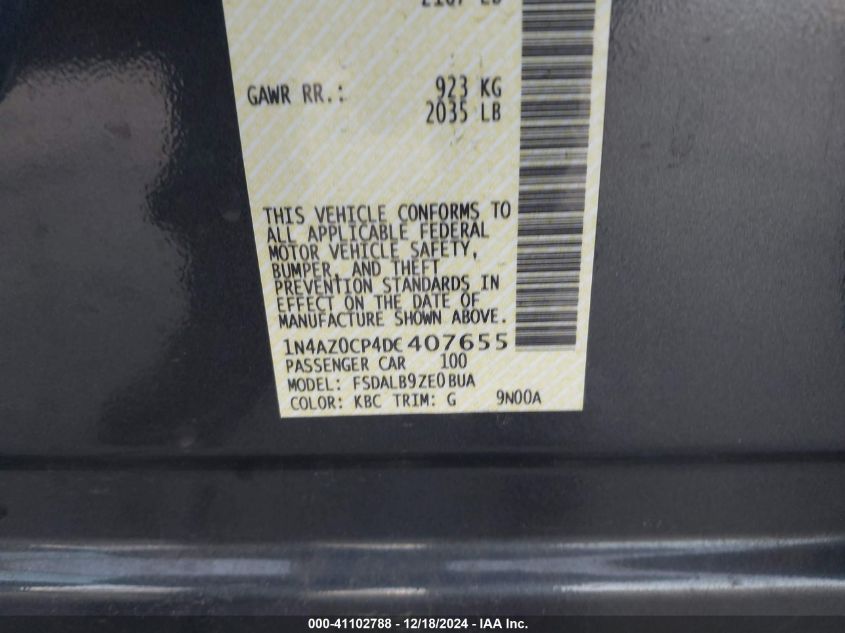 GAWR RR.: 923 KG
2035 LB
THIS VEHICLE CONFORMS TO
ALL APPLICABLE FEDERAL
MOTOR VEHICLE SAFETY,
BUMPER, AND THEFT
PREVENTION STANDARDS IN
EFFECT ON THE DATE OF
MANUFACTURE SHOWN ABOVE.
1N4AZ0CP4DC407655
PASSENGER CAR 100
MODEL: FSDALB9ZE0BUA
COLOR: KBC TRIM: G 9N00A
000-41102788 - 12/18/2024 - IAA Inc.